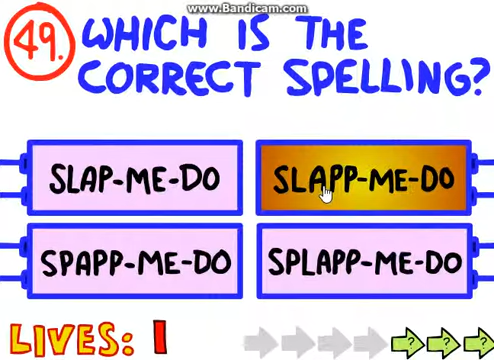 www.Bandicam.com
49. WHICH IS THE
CORRECT SPELLING?
SLAP-ME-DO
SLAPP-ME-DO
SPAPP-ME-DO
SPLAPP-ME-DO
LIVES: 1
? ? ?